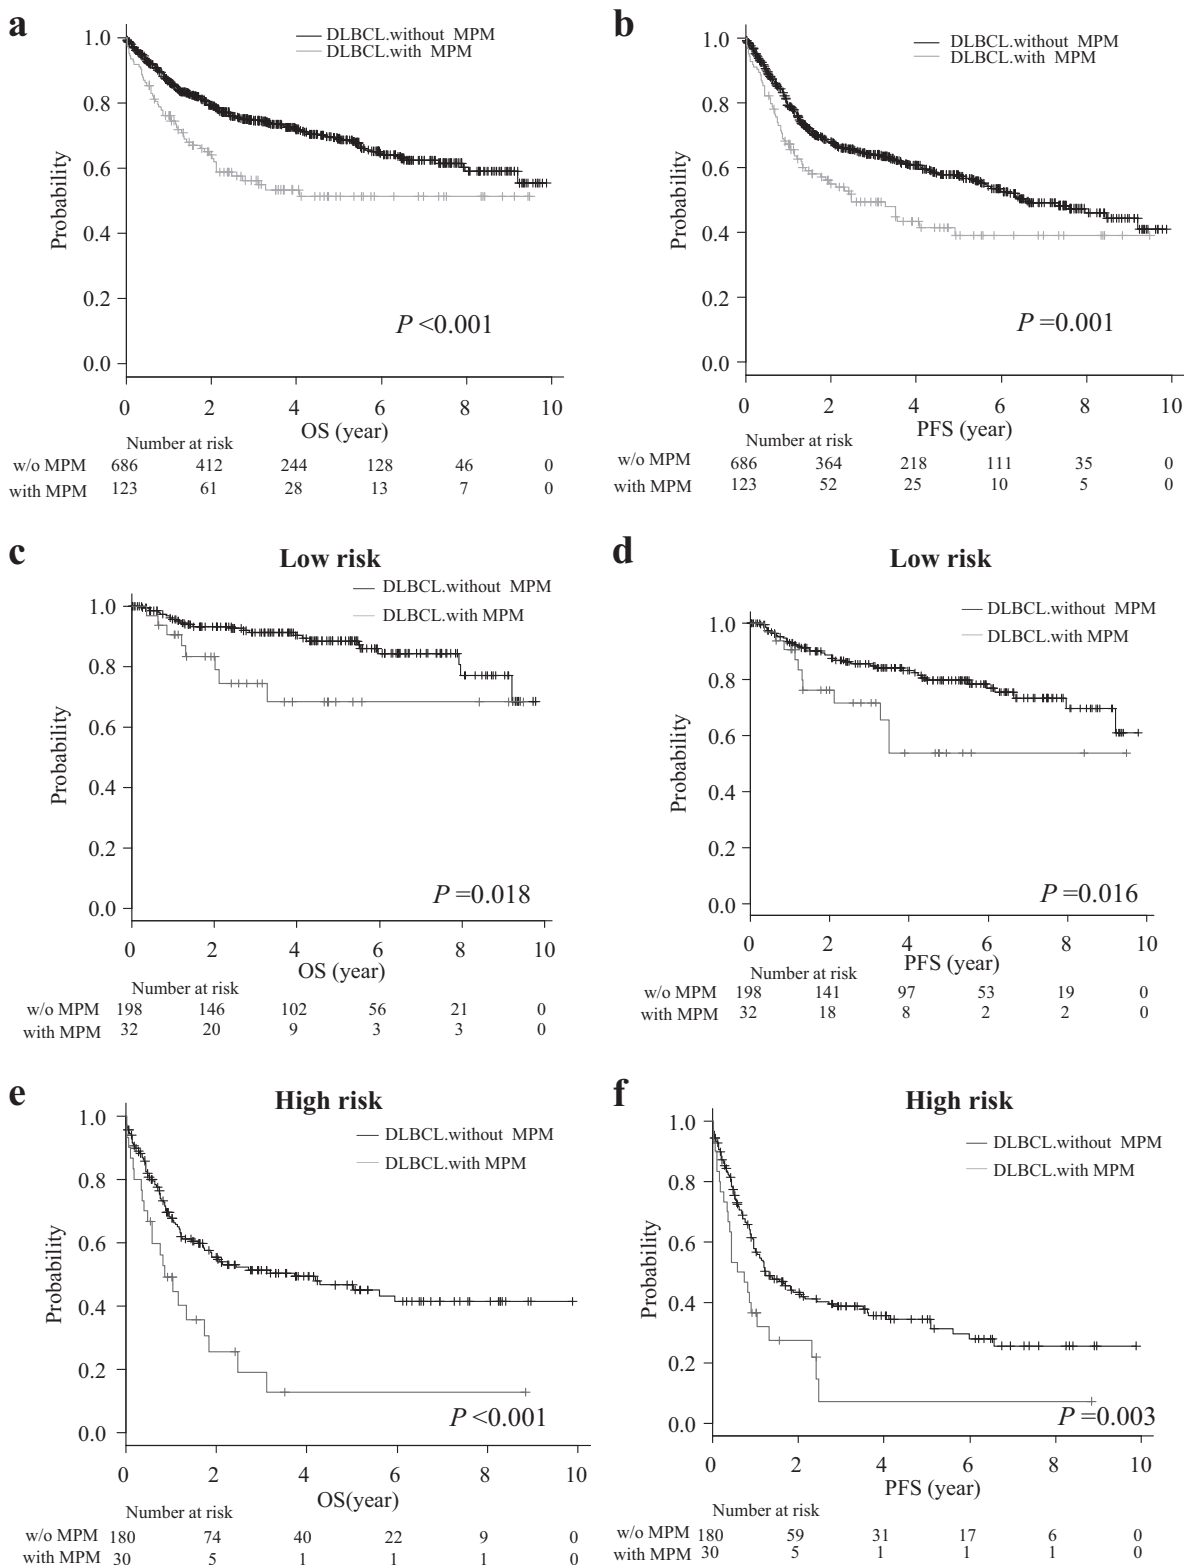 a
DLBCL.without MPM
DLBCL.with MPM
1.0
0.8
0.6
0.4
0.2
0.0
Probability
P <0.001
0 2 4 6 8 10
OS (year)
Number at risk
w/o MPM 686 412 244 128 46 0
with MPM 123 61 28 13 7 0
b
DLBCL.without MPM
DLBCL.with MPM
1.0
0.8
0.6
0.4
0.2
0.0
Probability
P =0.001
0 2 4 6 8 10
PFS (year)
Number at risk
w/o MPM 686 364 218 111 35 0
with MPM 123 52 25 10 5 0
c
Low risk
DLBCL.without MPM
DLBCL.with MPM
1.0
0.8
0.6
0.4
0.2
0.0
Probability
P =0.018
0 2 4 6 8 10
OS (year)
Number at risk
w/o MPM 198 146 102 56 21 0
with MPM 32 20 9 3 3 0
d
Low risk
DLBCL.without MPM
DLBCL.with MPM
1.0
0.8
0.6
0.4
0.2
0.0
Probability
P =0.016
0 2 4 6 8 10
PFS (year)
Number at risk
w/o MPM 198 141 97 53 19 0
with MPM 32 18 8 2 2 0
e
High risk
DLBCL.without MPM
DLBCL.with MPM
1.0
0.8
0.6
0.4
0.2
0.0
Probability
P <0.001
0 2 4 6 8 10
OS(year)
Number at risk
w/o MPM 180 74 40 22 9 0
with MPM 30 5 1 1 1 0
f
High risk
DLBCL.without MPM
DLBCL.with MPM
1.0
0.8
0.6
0.4
0.2
0.0
Probability
P =0.003
0 2 4 6 8 10
PFS (year)
Number at risk
w/o MPM 180 59 31 17 6 0
with MPM 30 5 1 1 1 0